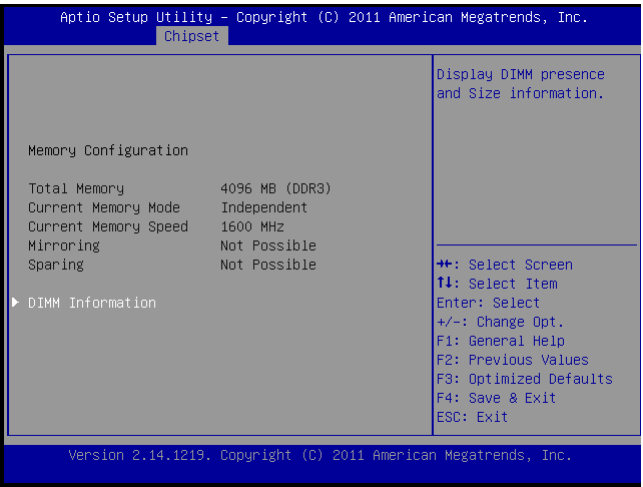 Aptio Setup Utility – Copyright (C) 2011 American Megatrends, Inc.
Chipset
Memory Configuration
Total Memory 4096 MB (DDR3)
Current Memory Mode Independent
Current Memory Speed 1600 MHz
Mirroring Not Possible
Sparing Not Possible
▶ DIMM Information
Display DIMM presence
and Size information.
→←: Select Screen
↑↓: Select Item
Enter: Select
+/-: Change Opt.
F1: General Help
F2: Previous Values
F3: Optimized Defaults
F4: Save & Exit
ESC: Exit
Version 2.14.1219. Copyright (C) 2011 American Megatrends, Inc.